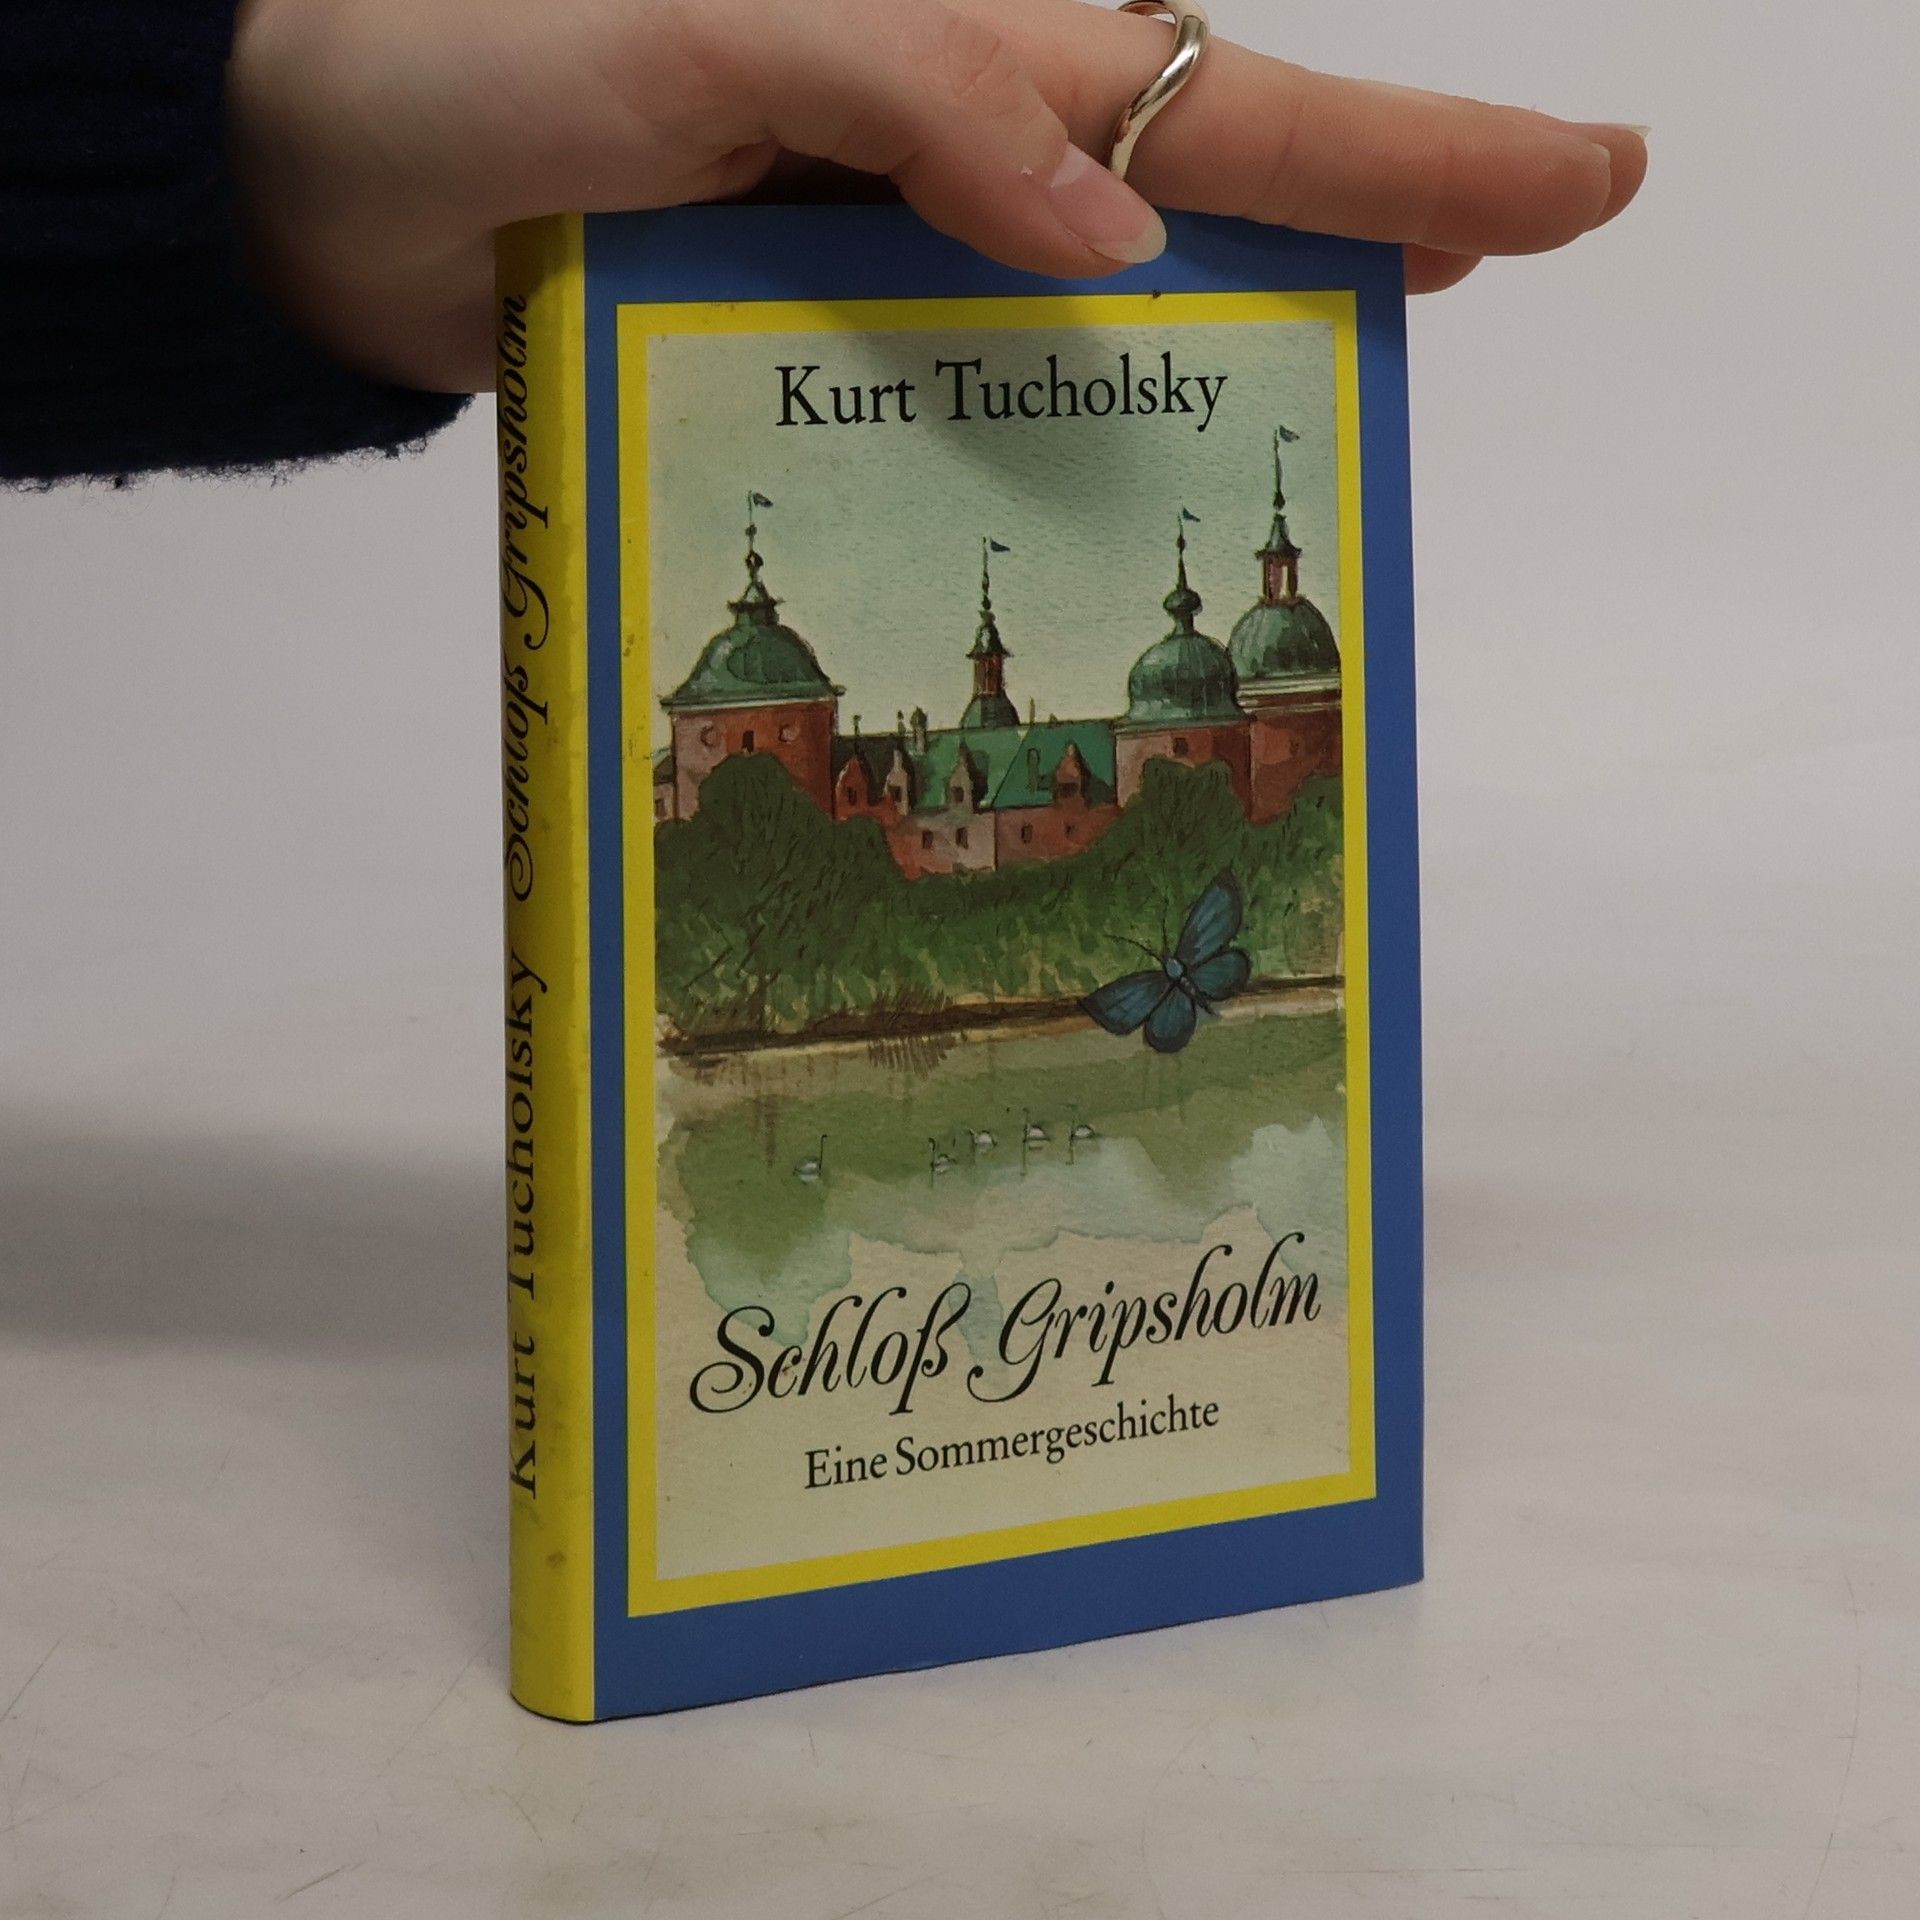 Kurt Tucholsky
Schloß Gripsholm
Eine Sommergeschichte
Kurt Tucholsky Schloß Gripsholm